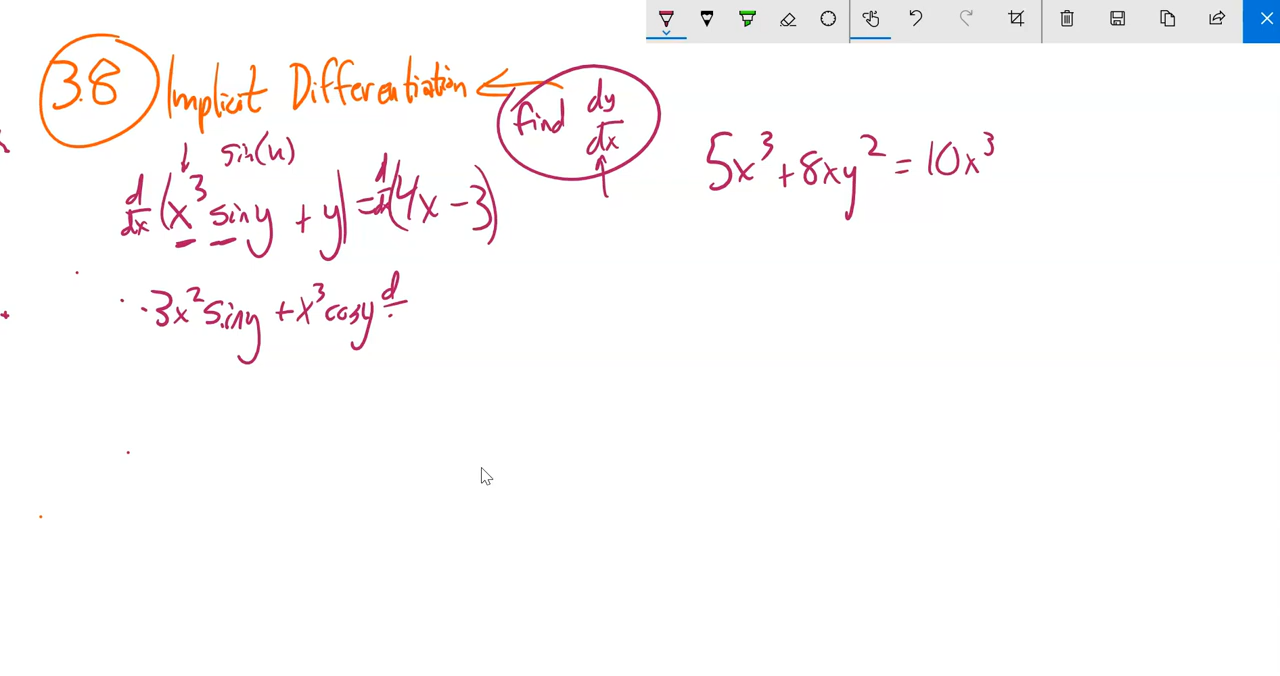 3.8 Implicit Differentiation
find dy/dx
sin(u)
d/dx (x³ sin y + y) = d/dx (4x - 3)
3x² sin y + x³ cos y d
5x³ + 8xy² = 10x³